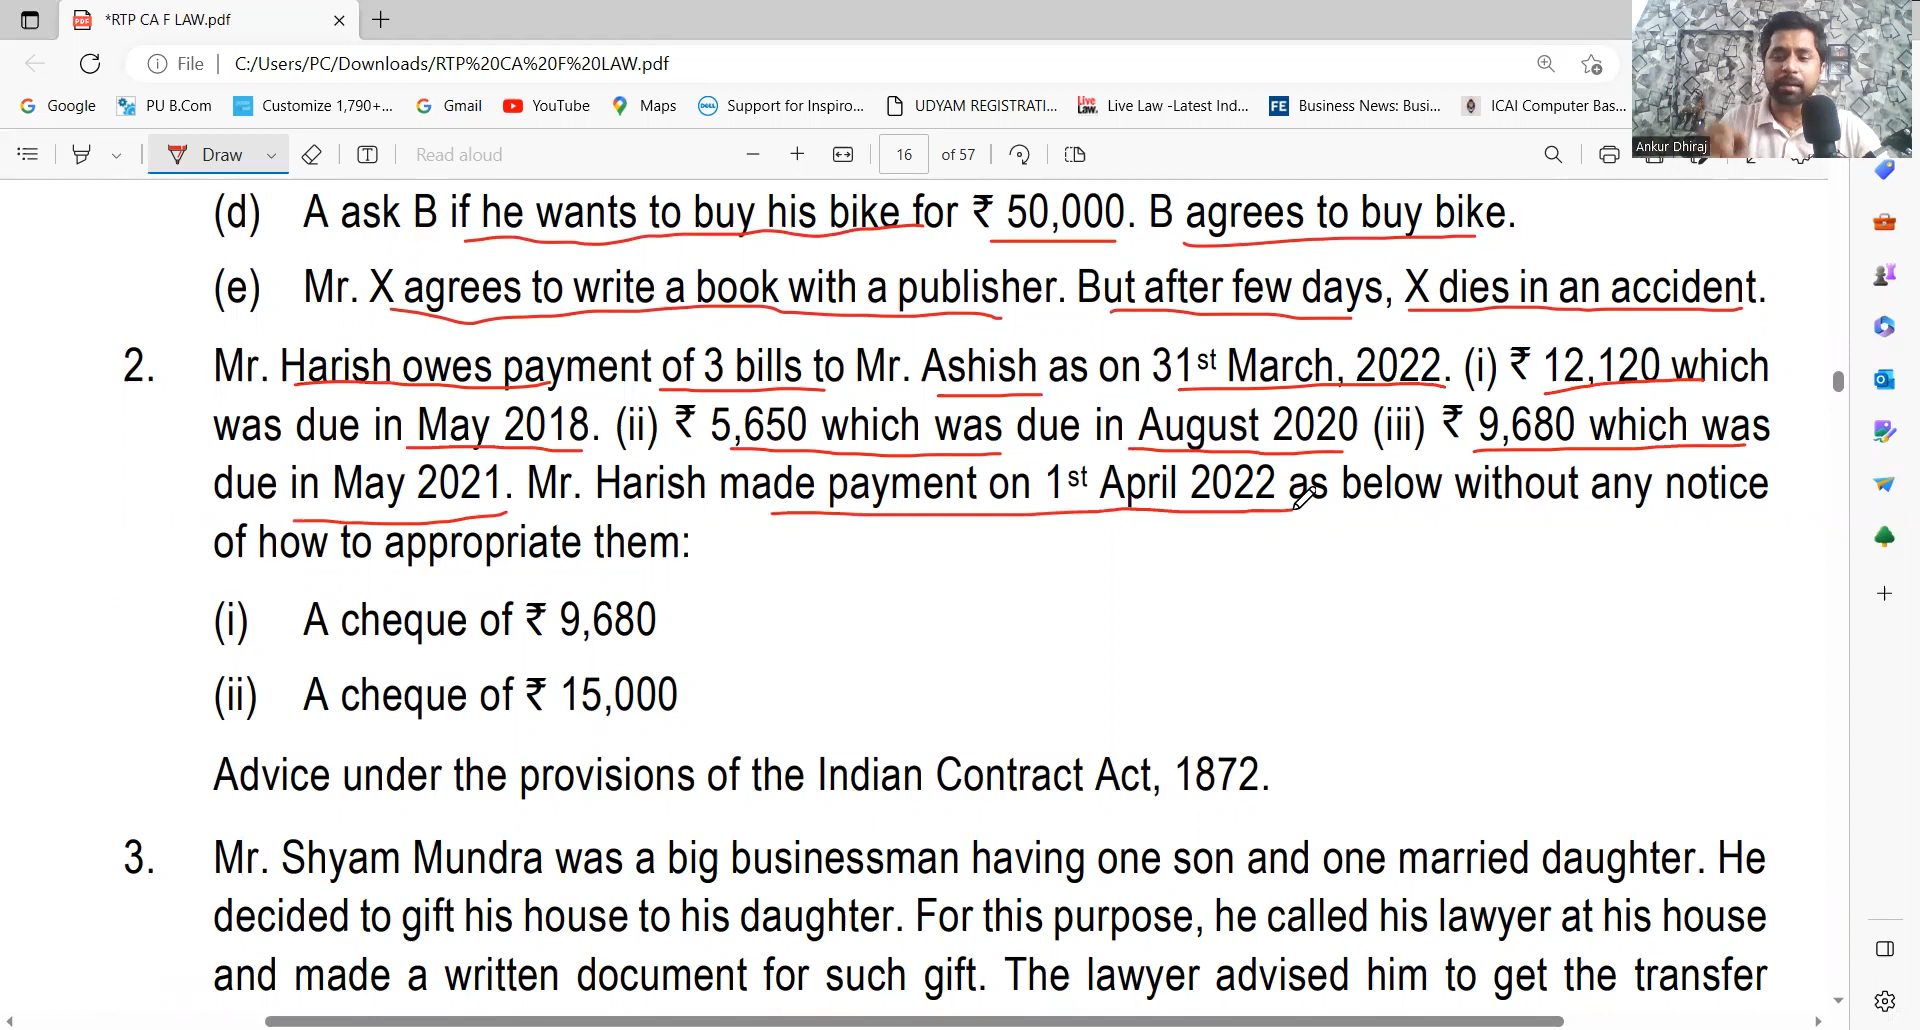 *RTP CA F LAW.pdf
File
C:/Users/PC/Downloads/RTP%20CA%20F%20LAW.pdf
Google PU B.Com Customize 1,790+... Gmail YouTube Maps Support for Inspiro... UDYAM REGISTRATI... Live Law -Latest Ind... Business News: Busi... ICAI Computer Bas...
Ankur Dhiraj
Draw Read aloud 16 of 57
(d) A ask B if he wants to buy his bike for ₹ 50,000. B agrees to buy bike.
(e) Mr. X agrees to write a book with a publisher. But after few days, X dies in an accident.
2. Mr. Harish owes payment of 3 bills to Mr. Ashish as on 31st March, 2022. (i) ₹ 12,120 which
was due in May 2018. (ii) ₹ 5,650 which was due in August 2020 (iii) ₹ 9,680 which was
due in May 2021. Mr. Harish made payment on 1st April 2022 as below without any notice
of how to appropriate them:
(i) A cheque of ₹ 9,680
(ii) A cheque of ₹ 15,000
Advice under the provisions of the Indian Contract Act, 1872.
3. Mr. Shyam Mundra was a big businessman having one son and one married daughter. He
decided to gift his house to his daughter. For this purpose, he called his lawyer at his house
and made a written document for such gift. The lawyer advised him to get the transfer